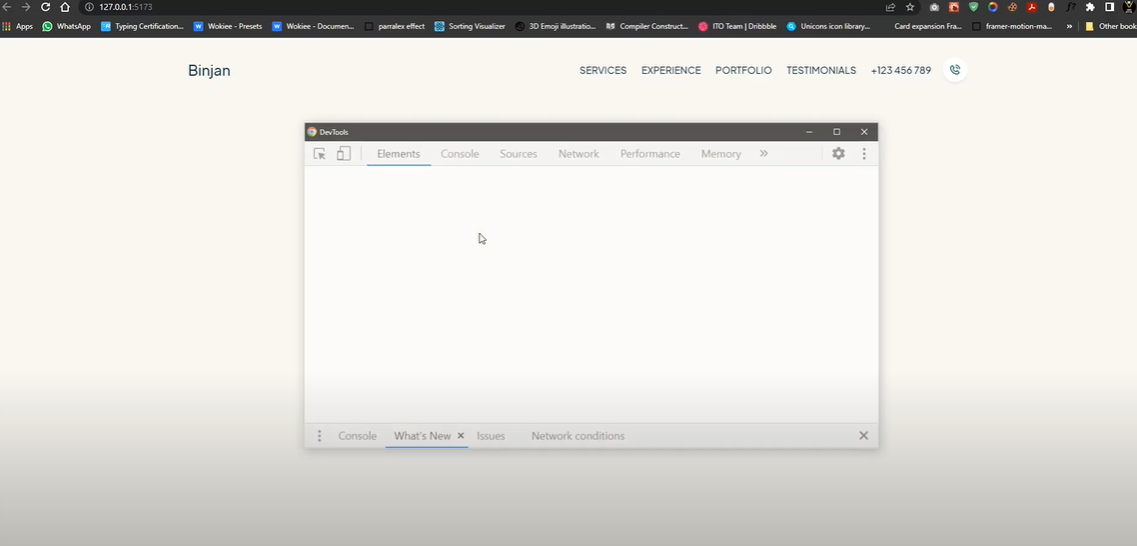 127.0.0.1:5173
Apps WhatsApp Typing Certification... Wokiee - Presets Wokiee - Documen... parralex effect Sorting Visualizer 3D Emoji illustratio... Compiler Construct... ITO Team | Dribbble Unicons icon library... Card expansion Fra... framer-motion-ma... » Other book
Binjan SERVICES EXPERIENCE PORTFOLIO TESTIMONIALS +123 456 789
DevTools
Elements Console Sources Network Performance Memory »
Console What's New × Issues Network conditions